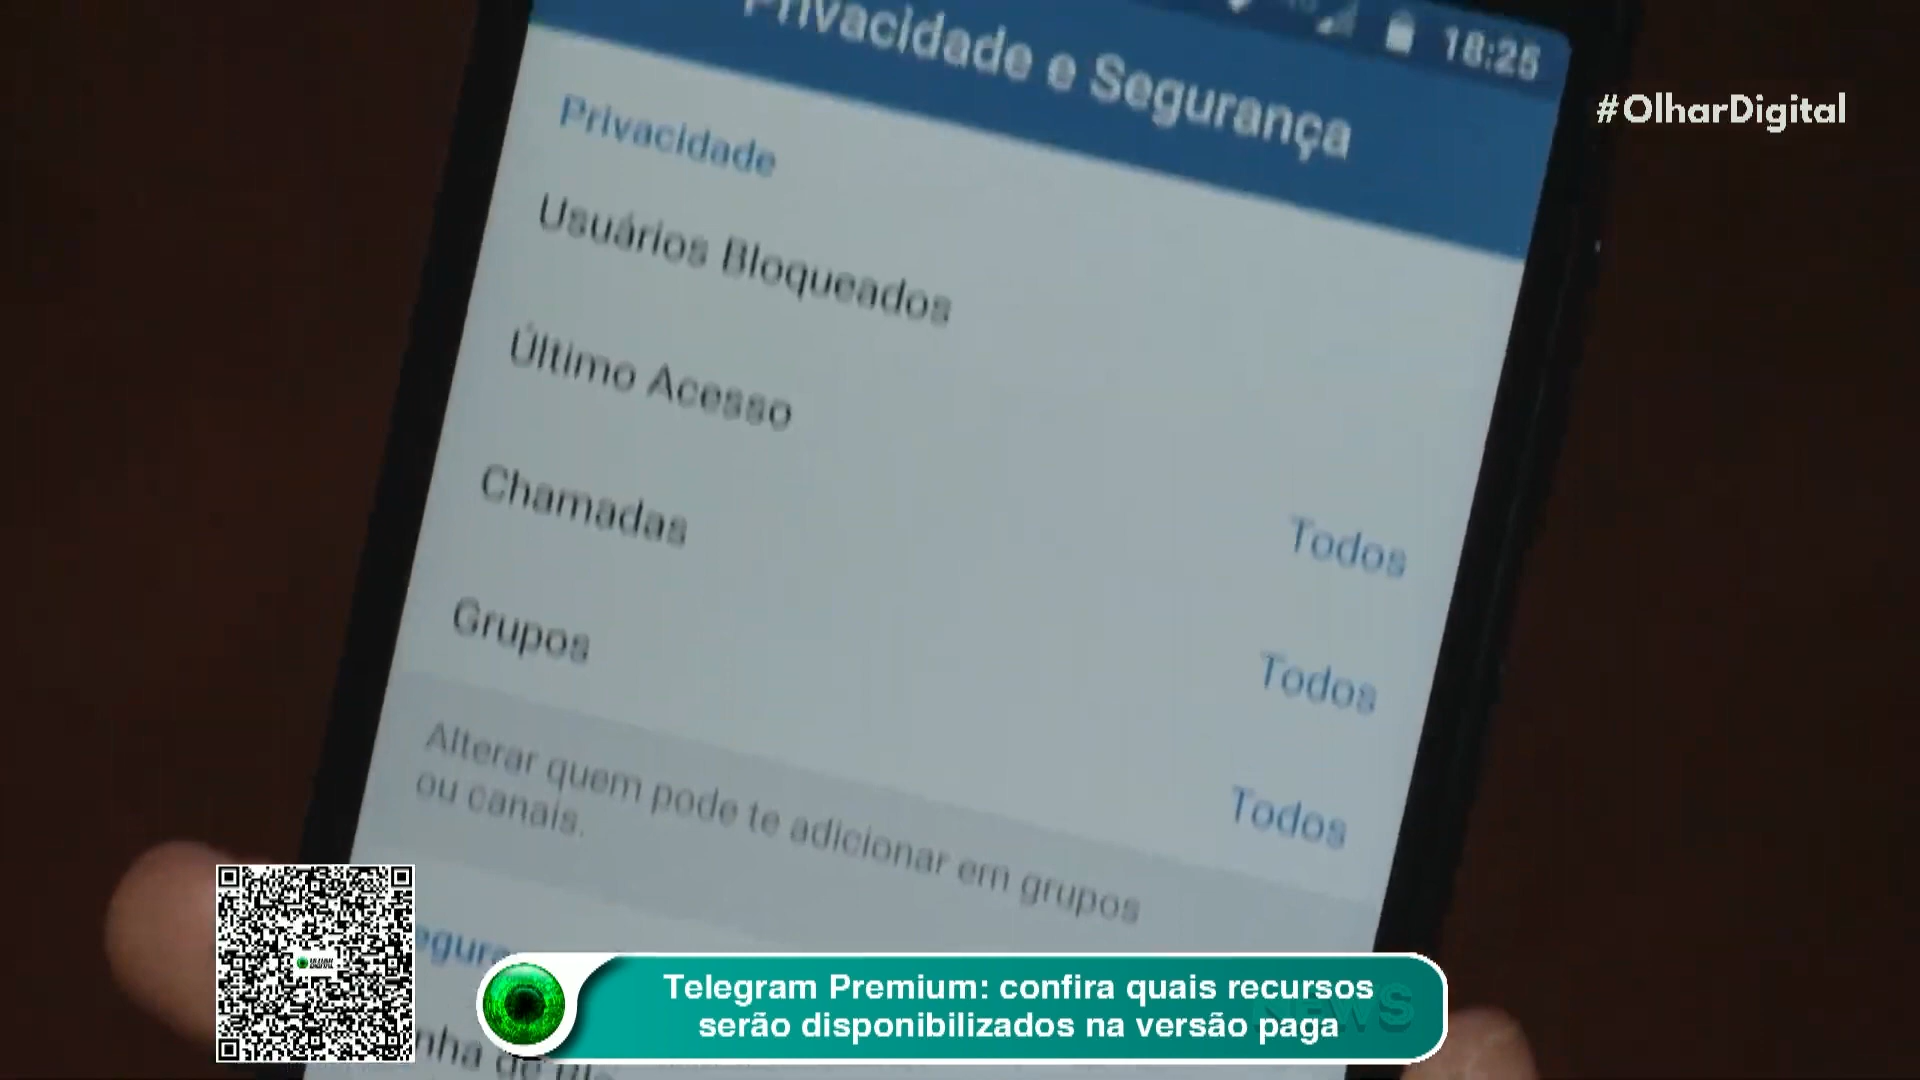 18:25
Privacidade e Segurança
#OlharDigital
Privacidade
Usuários Bloqueados
Último Acesso
Chamadas
Todos
Grupos
Todos
Todos
Alterar quem pode te adicionar em grupos
ou canais.
Telegram Premium: confira quais recursos
serão disponibilizados na versão paga
NEWS